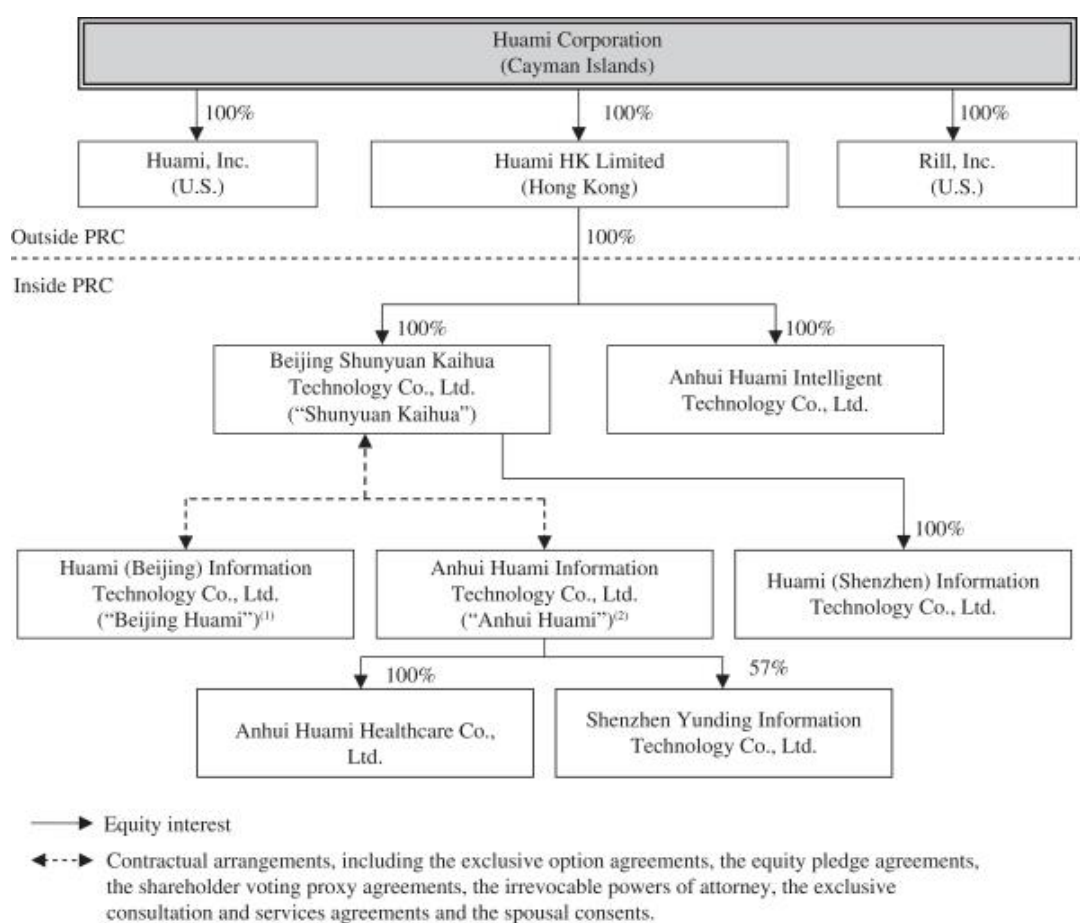 Huami Corporation
(Cayman Islands)
100%
100%
100%
Huami, Inc.
(U.S.)
Huami HK Limited
(Hong Kong)
Rill, Inc.
(U.S.)
Outside PRC
100%
Inside PRC
100%
100%
Beijing Shunyuan Kaihua
Technology Co., Ltd.
(“Shunyuan Kaihua”)
Anhui Huami Intelligent
Technology Co., Ltd.
100%
Huami (Beijing) Information
Technology Co., Ltd.
(“Beijing Huami”)(1)
Anhui Huami Information
Technology Co., Ltd.
(“Anhui Huami”)(2)
Huami (Shenzhen) Information
Technology Co., Ltd.
100%
57%
Anhui Huami Healthcare Co.,
Ltd.
Shenzhen Yunding Information
Technology Co., Ltd.
Equity interest
Contractual arrangements, including the exclusive option agreements, the equity pledge agreements,
the shareholder voting proxy agreements, the irrevocable powers of attorney, the exclusive
consultation and services agreements and the spousal consents.